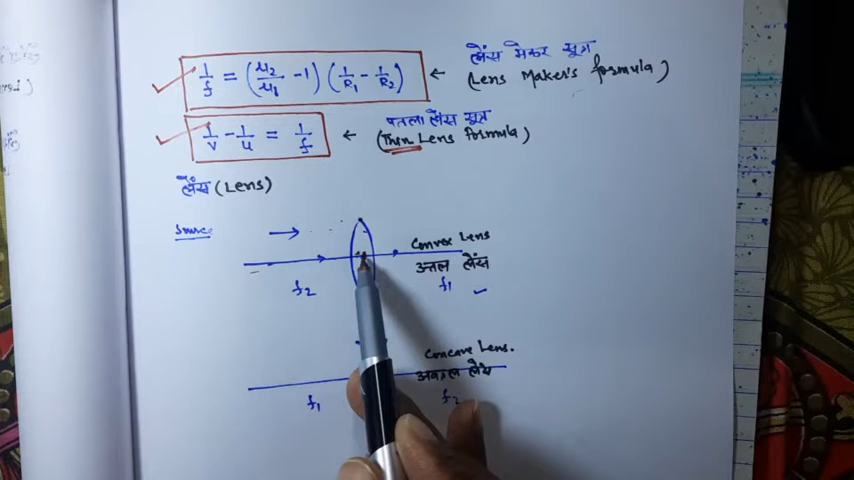 1/f = (μ2/μ1 - 1) (1/R1 - 1/R2) ← लेंस मेकर सूत्र
(Lens Maker's formula)
1/v - 1/u = 1/f ← पतला लेंस सूत्र
(Thin Lens formula)
लेंस (Lens)
Source →
Convex Lens
उत्तल लेंस
f2 f1
Concave Lens.
अवतल लेंस
f1 f2